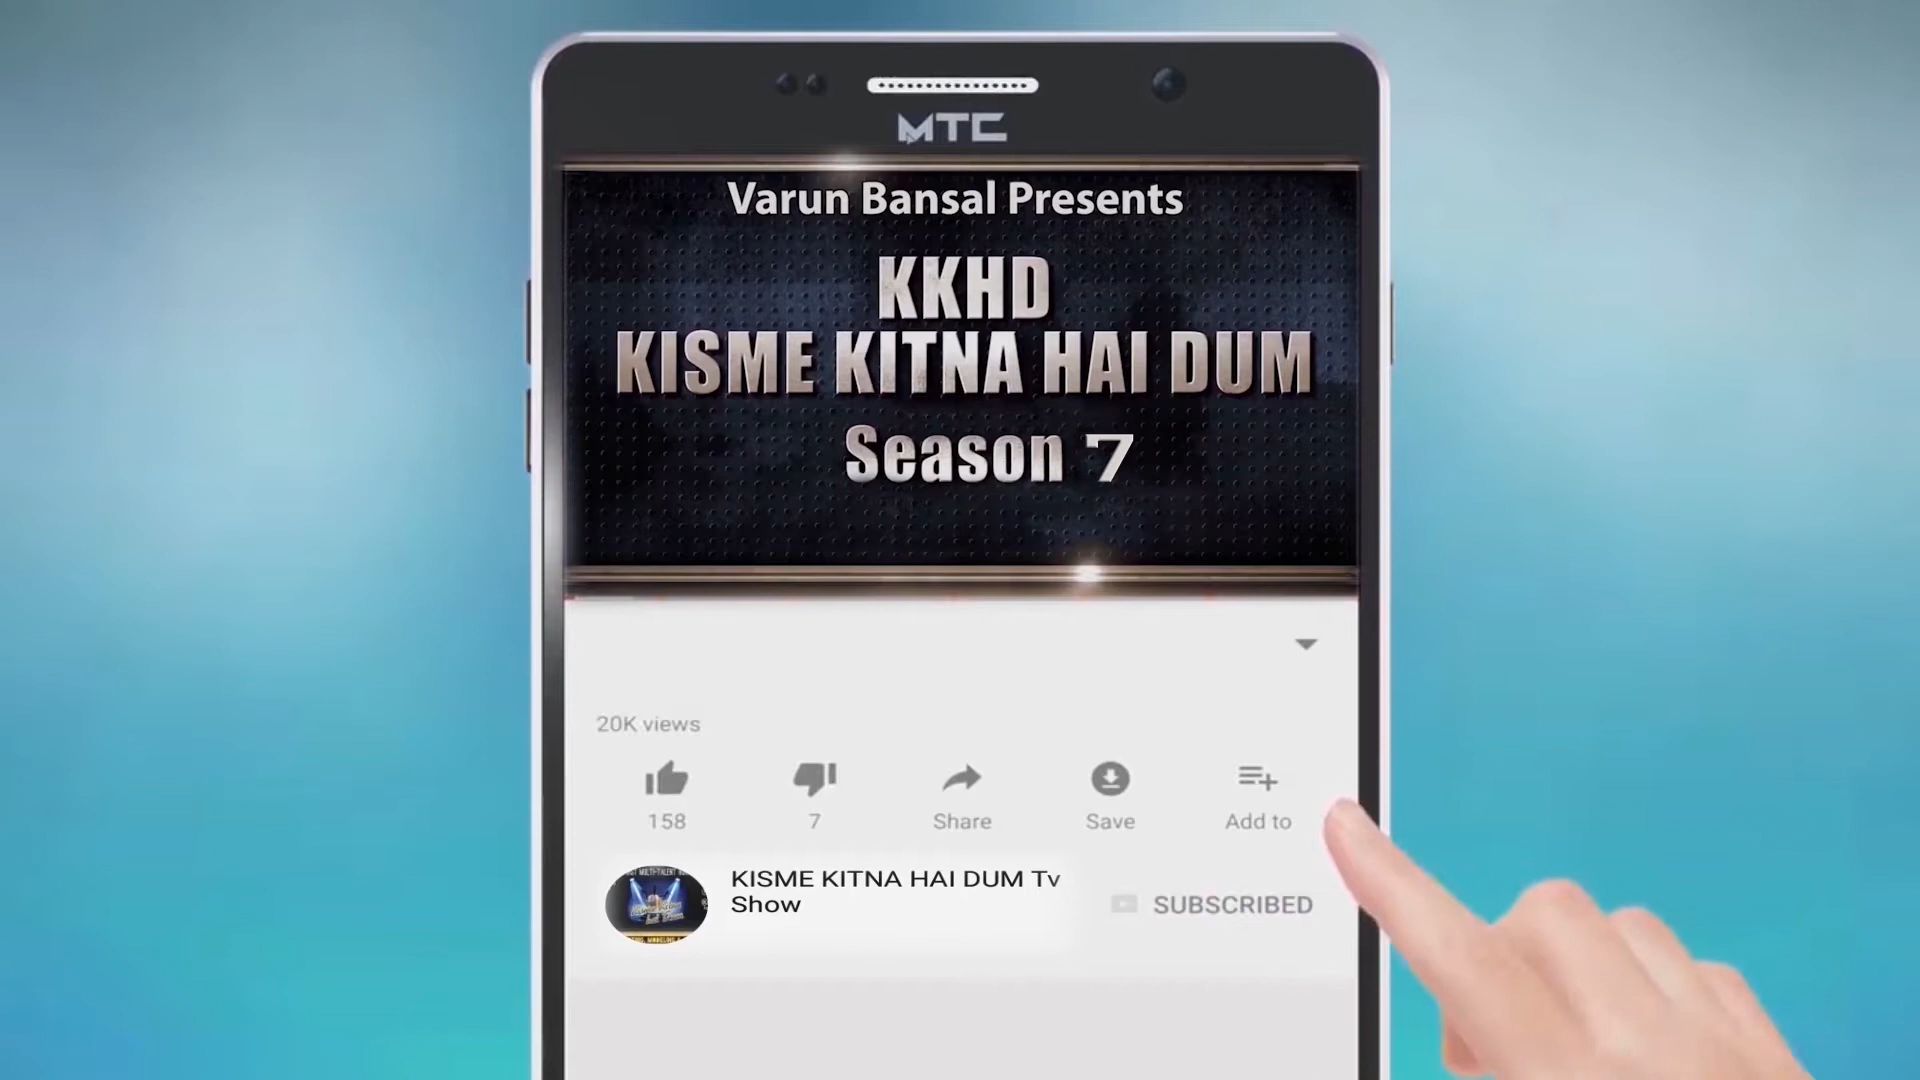 MTC
Varun Bansal Presents
KKHD
KISME KITNA HAI DUM
Season 7
20K views
158
7
Share
Save
Add to
KISME KITNA HAI DUM Tv
Show
SUBSCRIBED